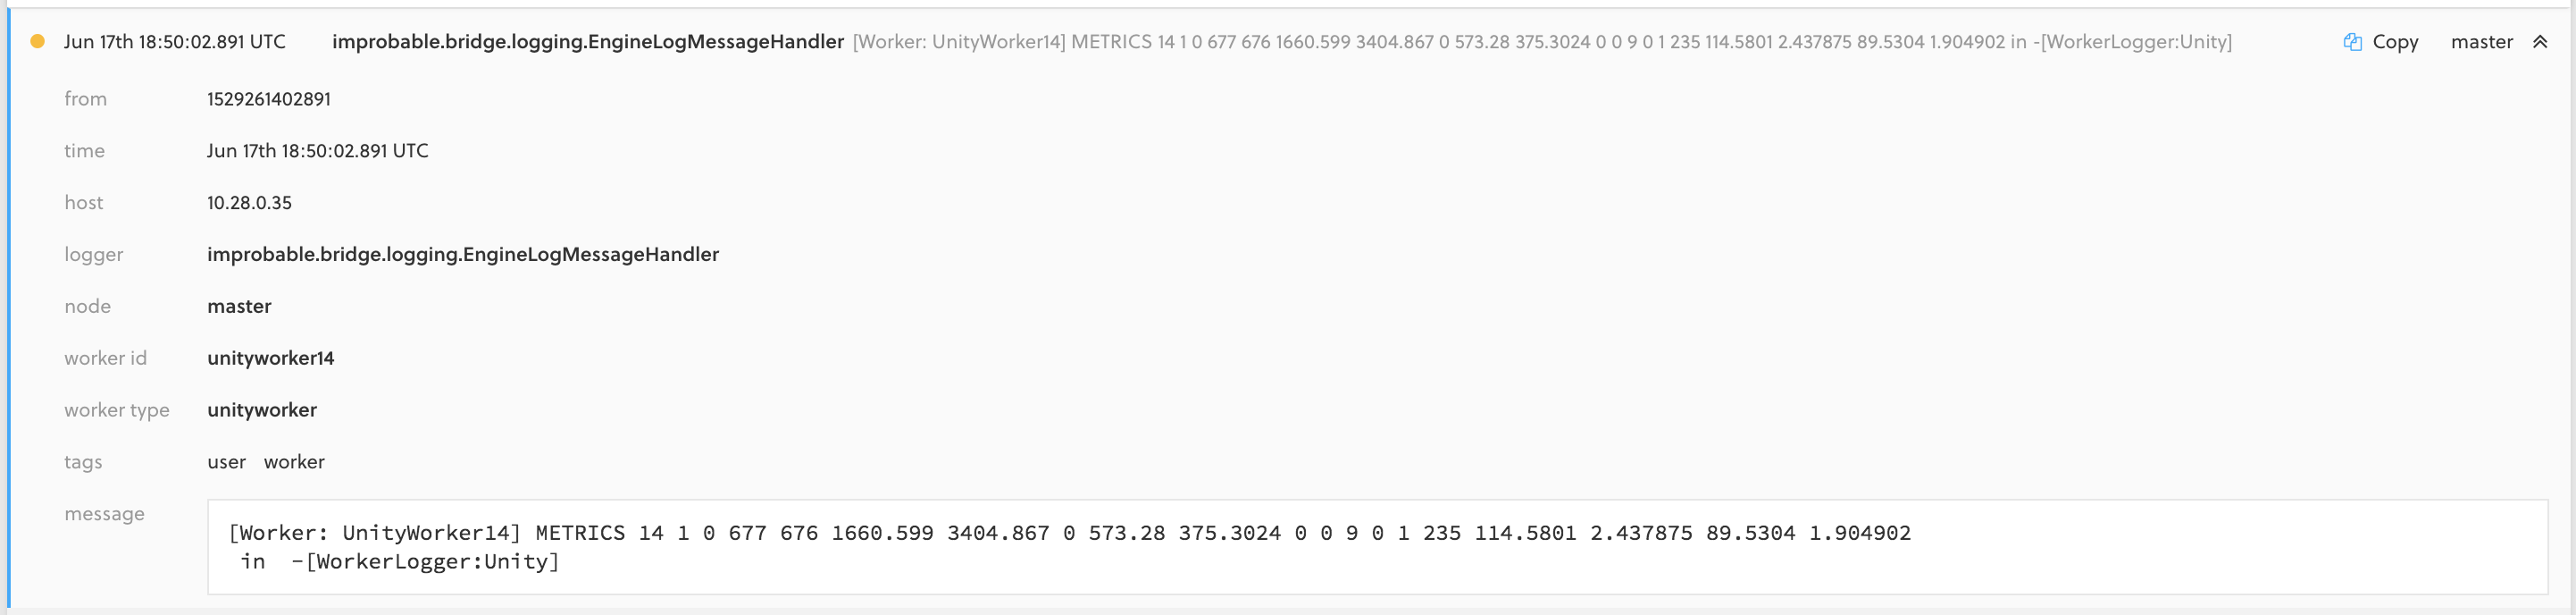 Jun 17th 18:50:02.891 UTC improbable.bridge.logging.EngineLogMessageHandler [Worker: UnityWorker14] METRICS 14 1 0 677 676 1660.599 3404.867 0 573.28 375.3024 0 0 9 0 1 235 114.5801 2.437875 89.5304 1.904902 in -[WorkerLogger:Unity] Copy master
from 1529261402891
time Jun 17th 18:50:02.891 UTC
host 10.28.0.35
logger improbable.bridge.logging.EngineLogMessageHandler
node master
worker id unityworker14
worker type unityworker
tags user worker
message
[Worker: UnityWorker14] METRICS 14 1 0 677 676 1660.599 3404.867 0 573.28 375.3024 0 0 9 0 1 235 114.5801 2.437875 89.5304 1.904902
in -[WorkerLogger:Unity]